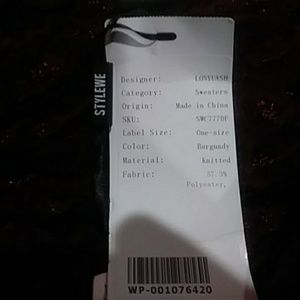 STYLEWE
Designer: LOVYUASH
Category: Sweaters
Origin: Made in China
SKU: SWC777DF
Label Size: One-size
Color: Burgundy
Material: Knitted
Fabric: 57.3%
Polyester,
WP-001076420